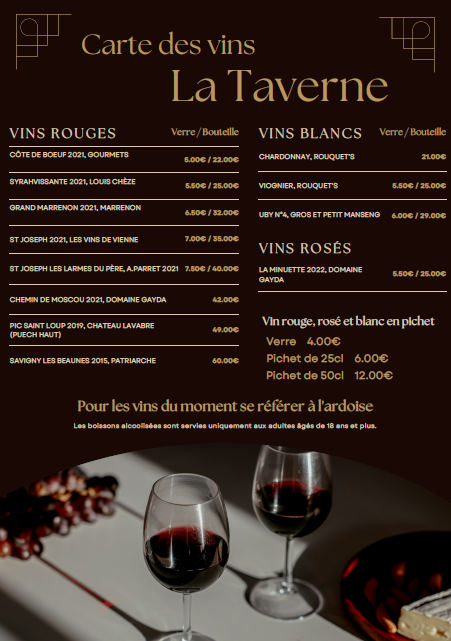 Carte des vins
La Taverne
VINS ROUGES Verre / Bouteille
CÔTE DE BOEUF 2021, GOURMETS 5.00€ / 22.00€
SYRAHVISSANTE 2021, LOUIS CHÈZE 5.50€ / 25.00€
GRAND MARRENON 2021, MARRENON 6.50€ / 32.00€
ST JOSEPH 2021, LES VINS DE VIENNE 7.00€ / 35.00€
ST JOSEPH LES LARMES DU PÈRE, A.PARRET 2021 7.50€ / 40.00€
CHEMIN DE MOSCOU 2021, DOMAINE GAYDA 42.00€
PIC SAINT LOUP 2019, CHATEAU LAVABRE
(PUECH HAUT) 49.00€
SAVIGNY LES BEAUNES 2015, PATRIARCHE 60.00€
VINS BLANCS Verre / Bouteille
CHARDONNAY, ROUQUET'S 21.00€
VIOGNIER, ROUQUET'S 5.50€ / 25.00€
UBY N°4, GROS ET PETIT MANSENG 6.00€ / 29.00€
VINS ROSÉS
LA MINUETTE 2022, DOMAINE
GAYDA 5.50€ / 25.00€
Vin rouge, rosé et blanc en pichet
Verre 4.00€
Pichet de 25cl 6.00€
Pichet de 50cl 12.00€
Pour les vins du moment se référer à l'ardoise
Les boissons alcoolisées sont servies uniquement aux adultes âgés de 18 ans et plus.